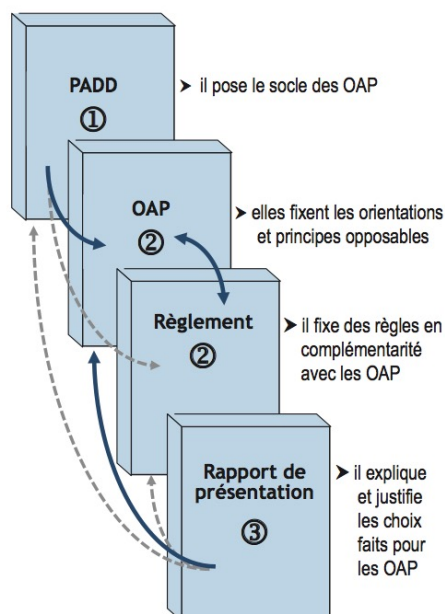 PADD
①
➤ il pose le socle des OAP
OAP
②
➤ elles fixent les orientations
et principes opposables
Règlement
②
➤ il fixe des règles en
complémentarité
avec les OAP
Rapport de
présentation
③
➤ il explique
et justifie
les choix
faits pour
les OAP